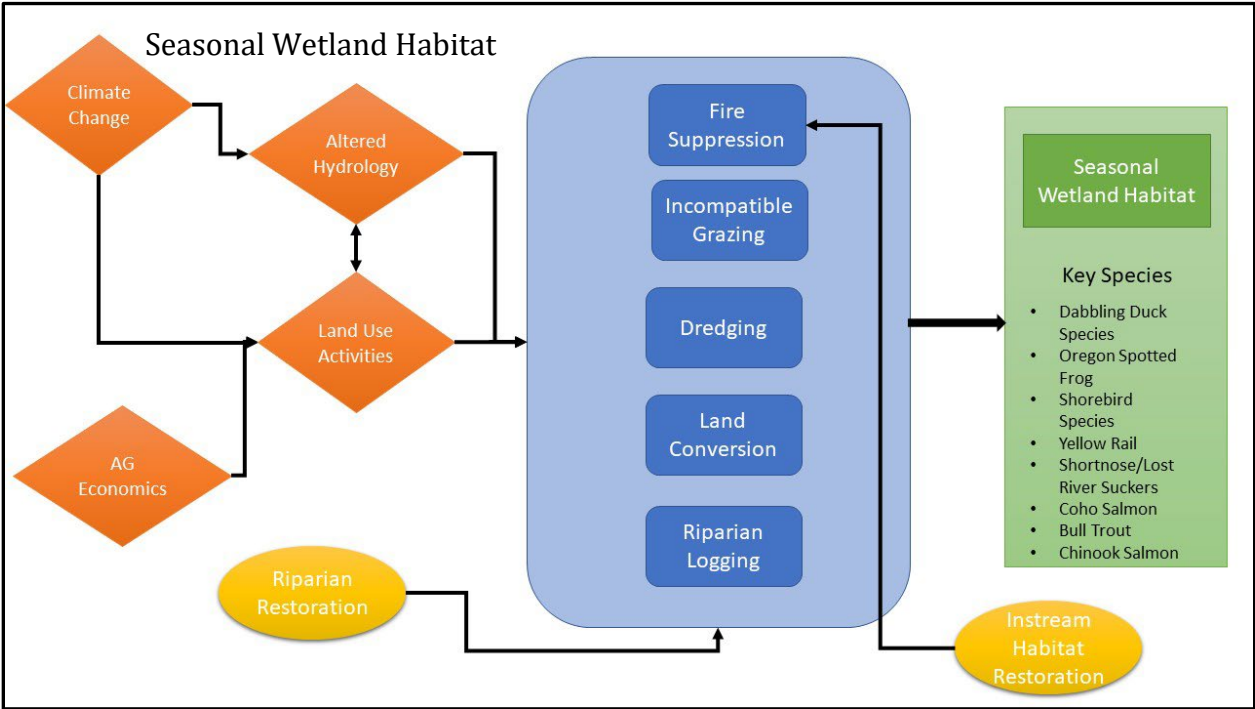 Seasonal Wetland Habitat
Climate
Change
Altered
Hydrology
Land Use
Activities
AG
Economics
Riparian
Restoration
Fire
Suppression
Incompatible
Grazing
Dredging
Land
Conversion
Riparian
Logging
Seasonal
Wetland Habitat
Key Species
• Dabbling Duck
Species
• Oregon Spotted
Frog
• Shorebird
Species
• Yellow Rail
• Shortnose/Lost
River Suckers
• Coho Salmon
• Bull Trout
• Chinook Salmon
Instream
Habitat
Restoration